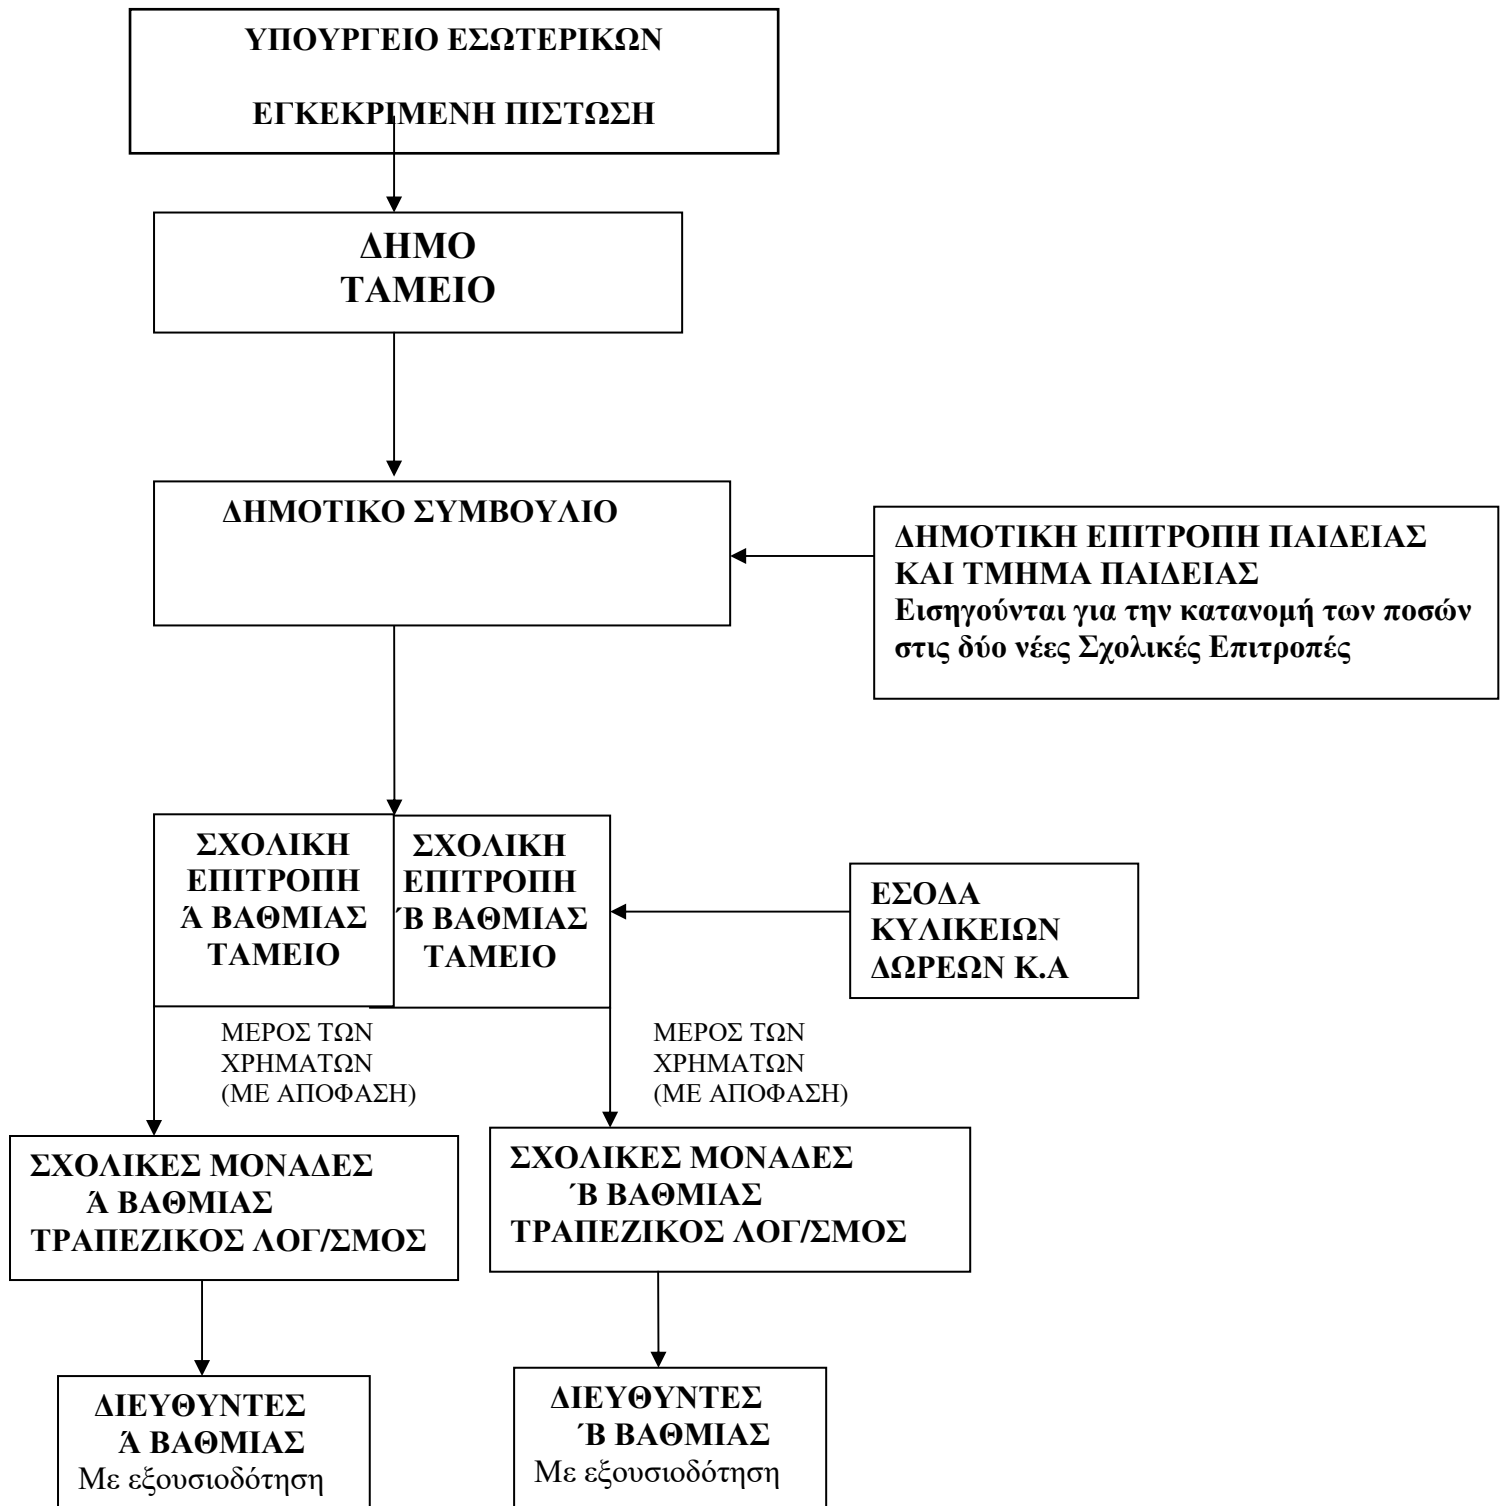 ΥΠΟΥΡΓΕΙΟ ΕΣΩΤΕΡΙΚΩΝ
ΕΓΚΕΚΡΙΜΕΝΗ ΠΙΣΤΩΣΗ
ΔΗΜΟ
ΤΑΜΕΙΟ
ΔΗΜΟΤΙΚΟ ΣΥΜΒΟΥΛΙΟ
ΔΗΜΟΤΙΚΗ ΕΠΙΤΡΟΠΗ ΠΑΙΔΕΙΑΣ
ΚΑΙ ΤΜΗΜΑ ΠΑΙΔΕΙΑΣ
Εισηγούνται για την κατανομή των ποσών
στις δύο νέες Σχολικές Επιτροπές
ΣΧΟΛΙΚΗ
ΕΠΙΤΡΟΠΗ
Ά ΒΑΘΜΙΑΣ
ΤΑΜΕΙΟ
ΣΧΟΛΙΚΗ
ΕΠΙΤΡΟΠΗ
΄Β ΒΑΘΜΙΑΣ
ΤΑΜΕΙΟ
ΕΣΟΔΑ
ΚΥΛΙΚΕΙΩΝ
ΔΩΡΕΩΝ Κ.Α
ΜΕΡΟΣ ΤΩΝ
ΧΡΗΜΑΤΩΝ
(ΜΕ ΑΠΟΦΑΣΗ)
ΜΕΡΟΣ ΤΩΝ
ΧΡΗΜΑΤΩΝ
(ΜΕ ΑΠΟΦΑΣΗ)
ΣΧΟΛΙΚΕΣ ΜΟΝΑΔΕΣ
Ά ΒΑΘΜΙΑΣ
ΤΡΑΠΕΖΙΚΟΣ ΛΟΓ/ΣΜΟΣ
ΣΧΟΛΙΚΕΣ ΜΟΝΑΔΕΣ
΄Β ΒΑΘΜΙΑΣ
ΤΡΑΠΕΖΙΚΟΣ ΛΟΓ/ΣΜΟΣ
ΔΙΕΥΘΥΝΤΕΣ
Ά ΒΑΘΜΙΑΣ
Με εξουσιοδότηση
ΔΙΕΥΘΥΝΤΕΣ
΄Β ΒΑΘΜΙΑΣ
Με εξουσιοδότηση